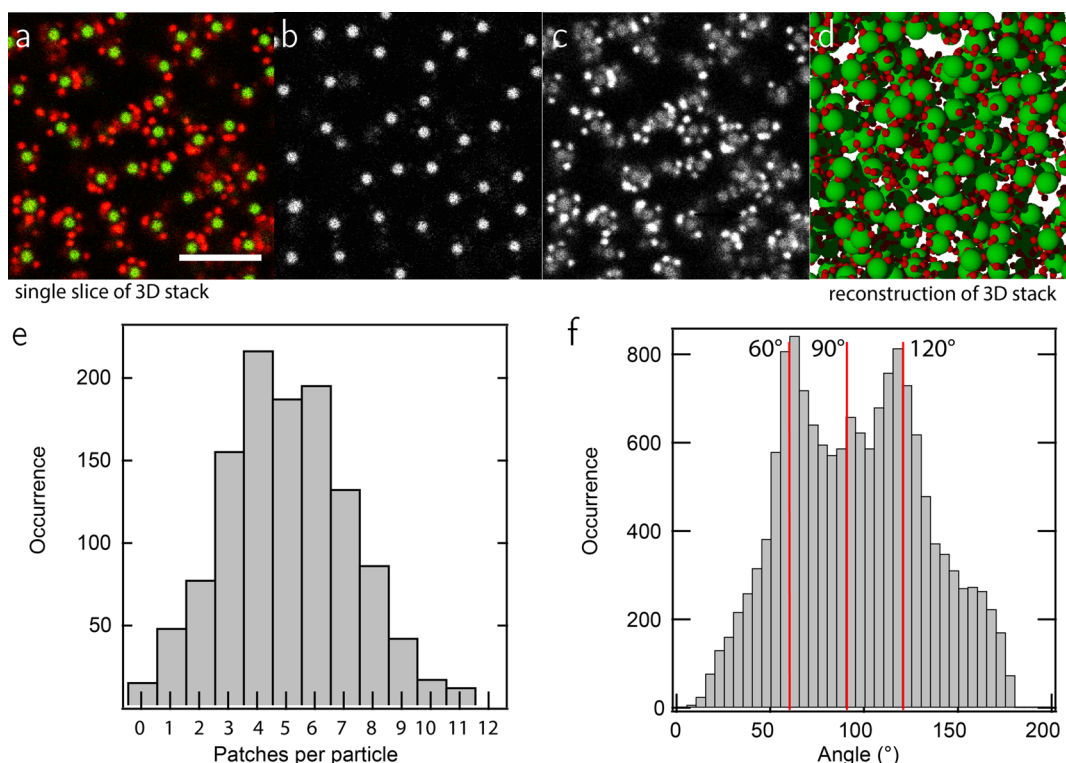 a
b
c
d
single slice of 3D stack
reconstruction of 3D stack
e
200
150
100
50
Occurrence
0 1 2 3 4 5 6 7 8 9 10 11 12
Patches per particle
f
60° 90° 120°
800
600
400
200
0
Occurrence
0 50 100 150 200
Angle (°)